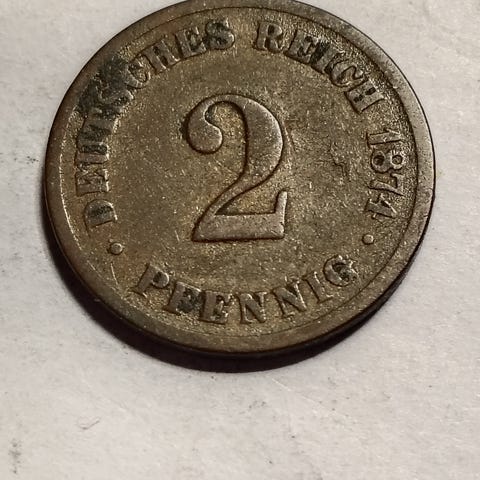 DEUTSCHES REICH 1874
2
PFENNIG